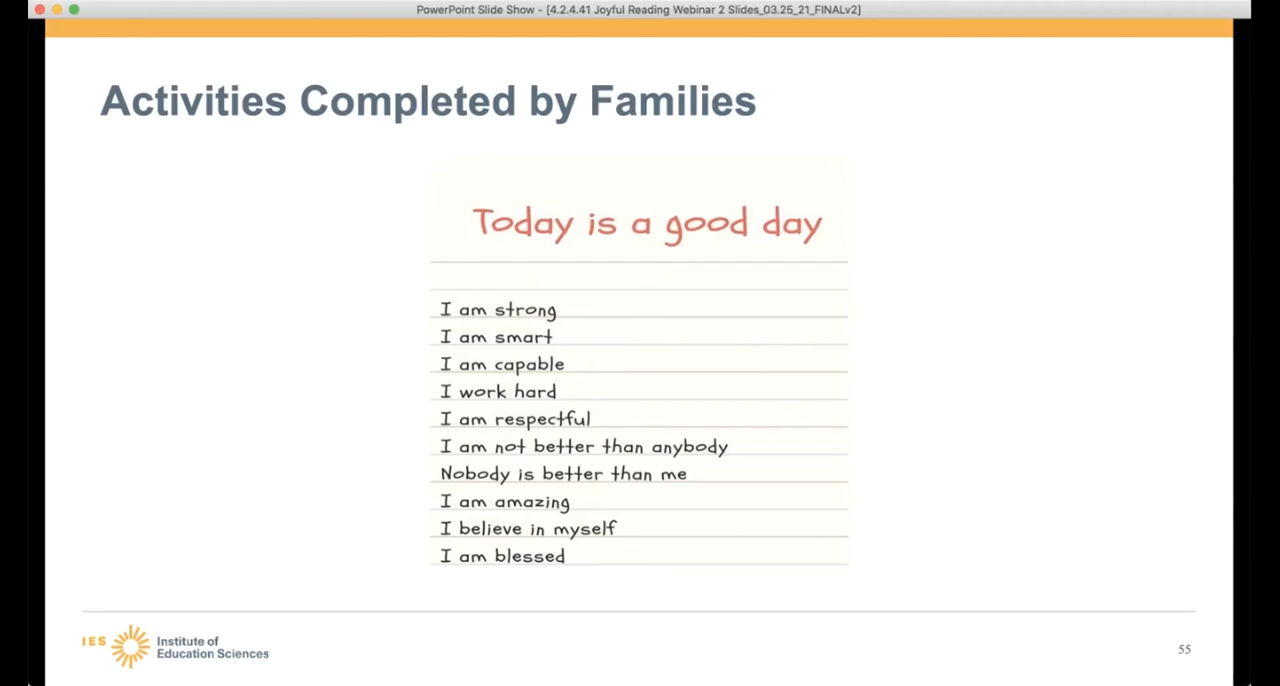 PowerPoint Slide Show - [4.2.4.41 Joyful Reading Webinar 2 Slides_03.25_21_FINALv2]
Activities Completed by Families
Today is a good day
I am strong
I am smart
I am capable
I work hard
I am respectful
I am not better than anybody
Nobody is better than me
I am amazing
I believe in myself
I am blessed
IES
Institute of
Education Sciences
55